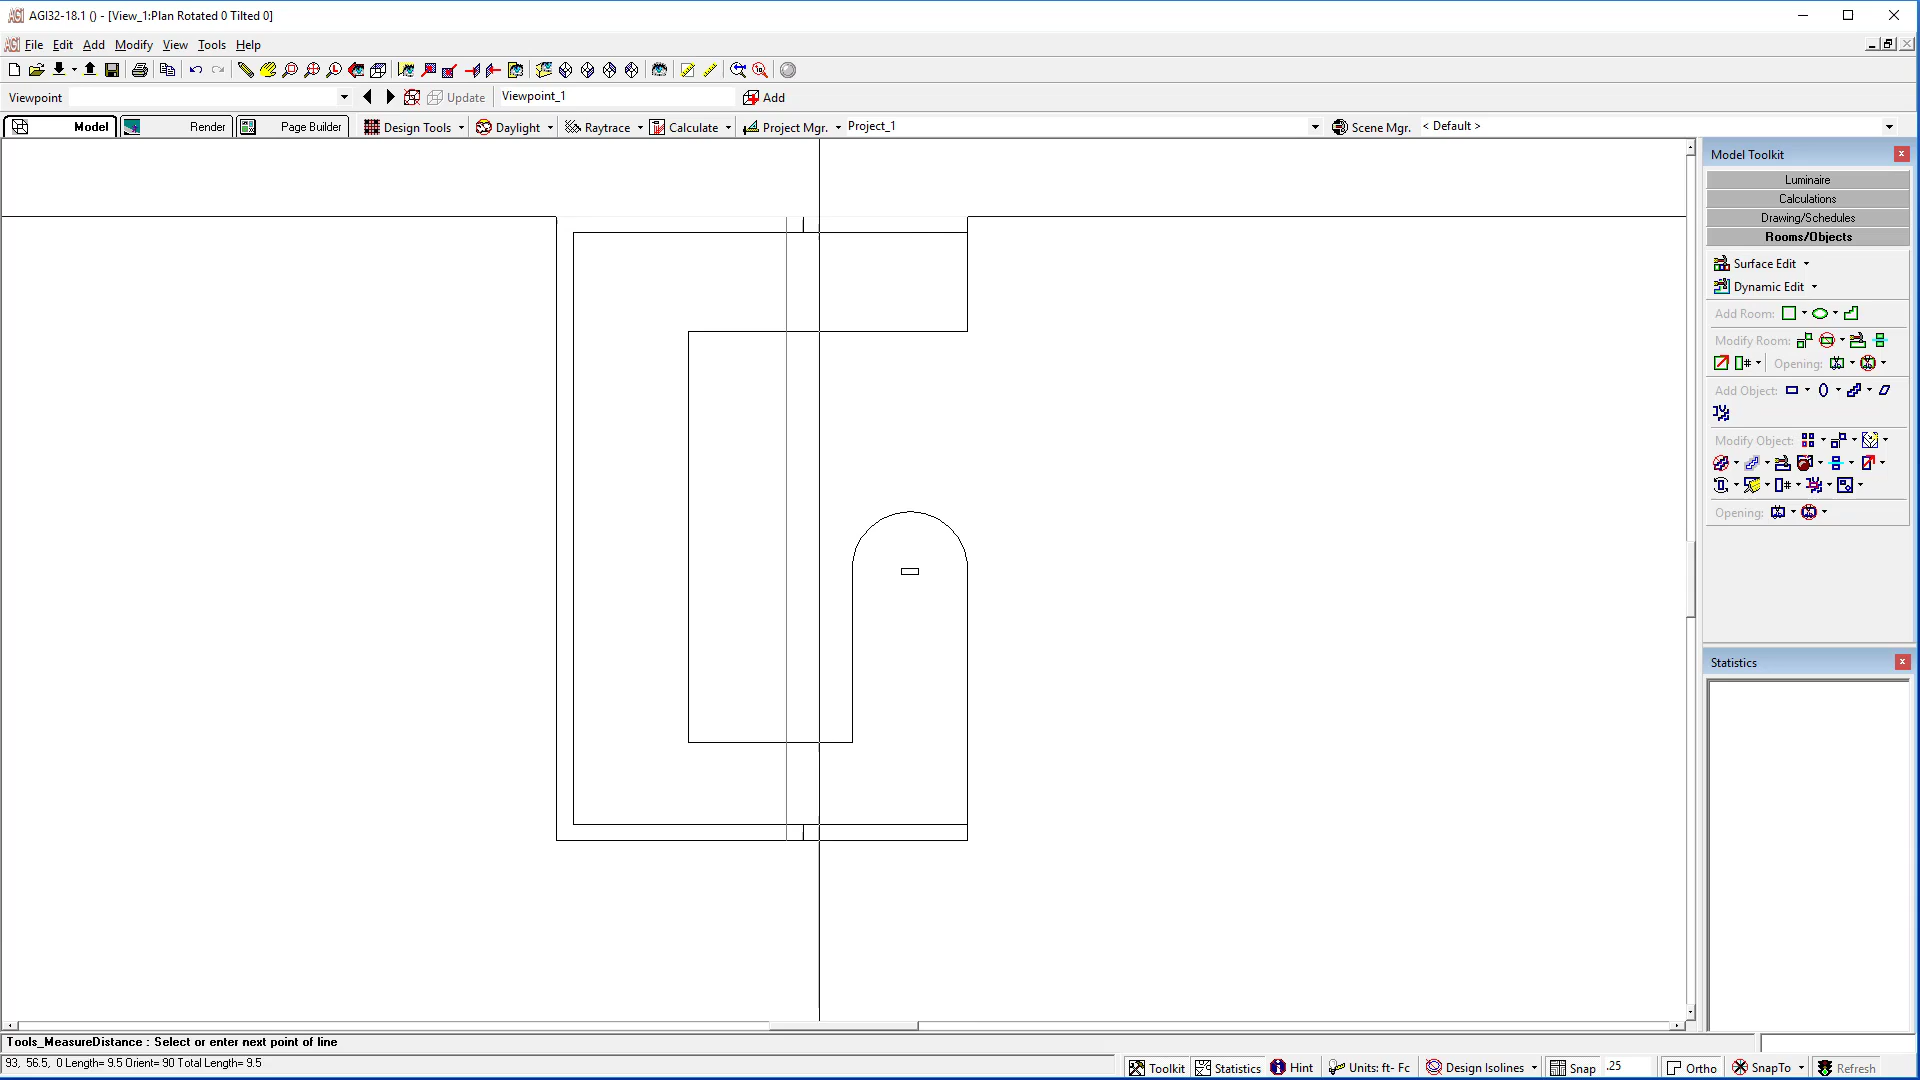 AGI32-18.1 () - [View_1:Plan Rotated 0 Tilted 0]
File Edit Add Modify View Tools Help
Viewpoint Update Viewpoint_1 Add
Model Render Page Builder Design Tools Daylight Raytrace Calculate Project Mgr. Project_1 Scene Mgr. < Default >
Model Toolkit
Luminaire
Calculations
Drawing/Schedules
Rooms/Objects
Surface Edit
Dynamic Edit
Add Room:
Modify Room:
Opening:
Add Object:
Modify Object:
Opening:
Statistics
Tools_MeasureDistance : Select or enter next point of line
93, 56.5, 0 Length= 9.5 Orient= 90 Total Length= 9.5
Toolkit Statistics Hint Units: ft- Fc Design Isolines Snap .25 Ortho SnapTo Refresh